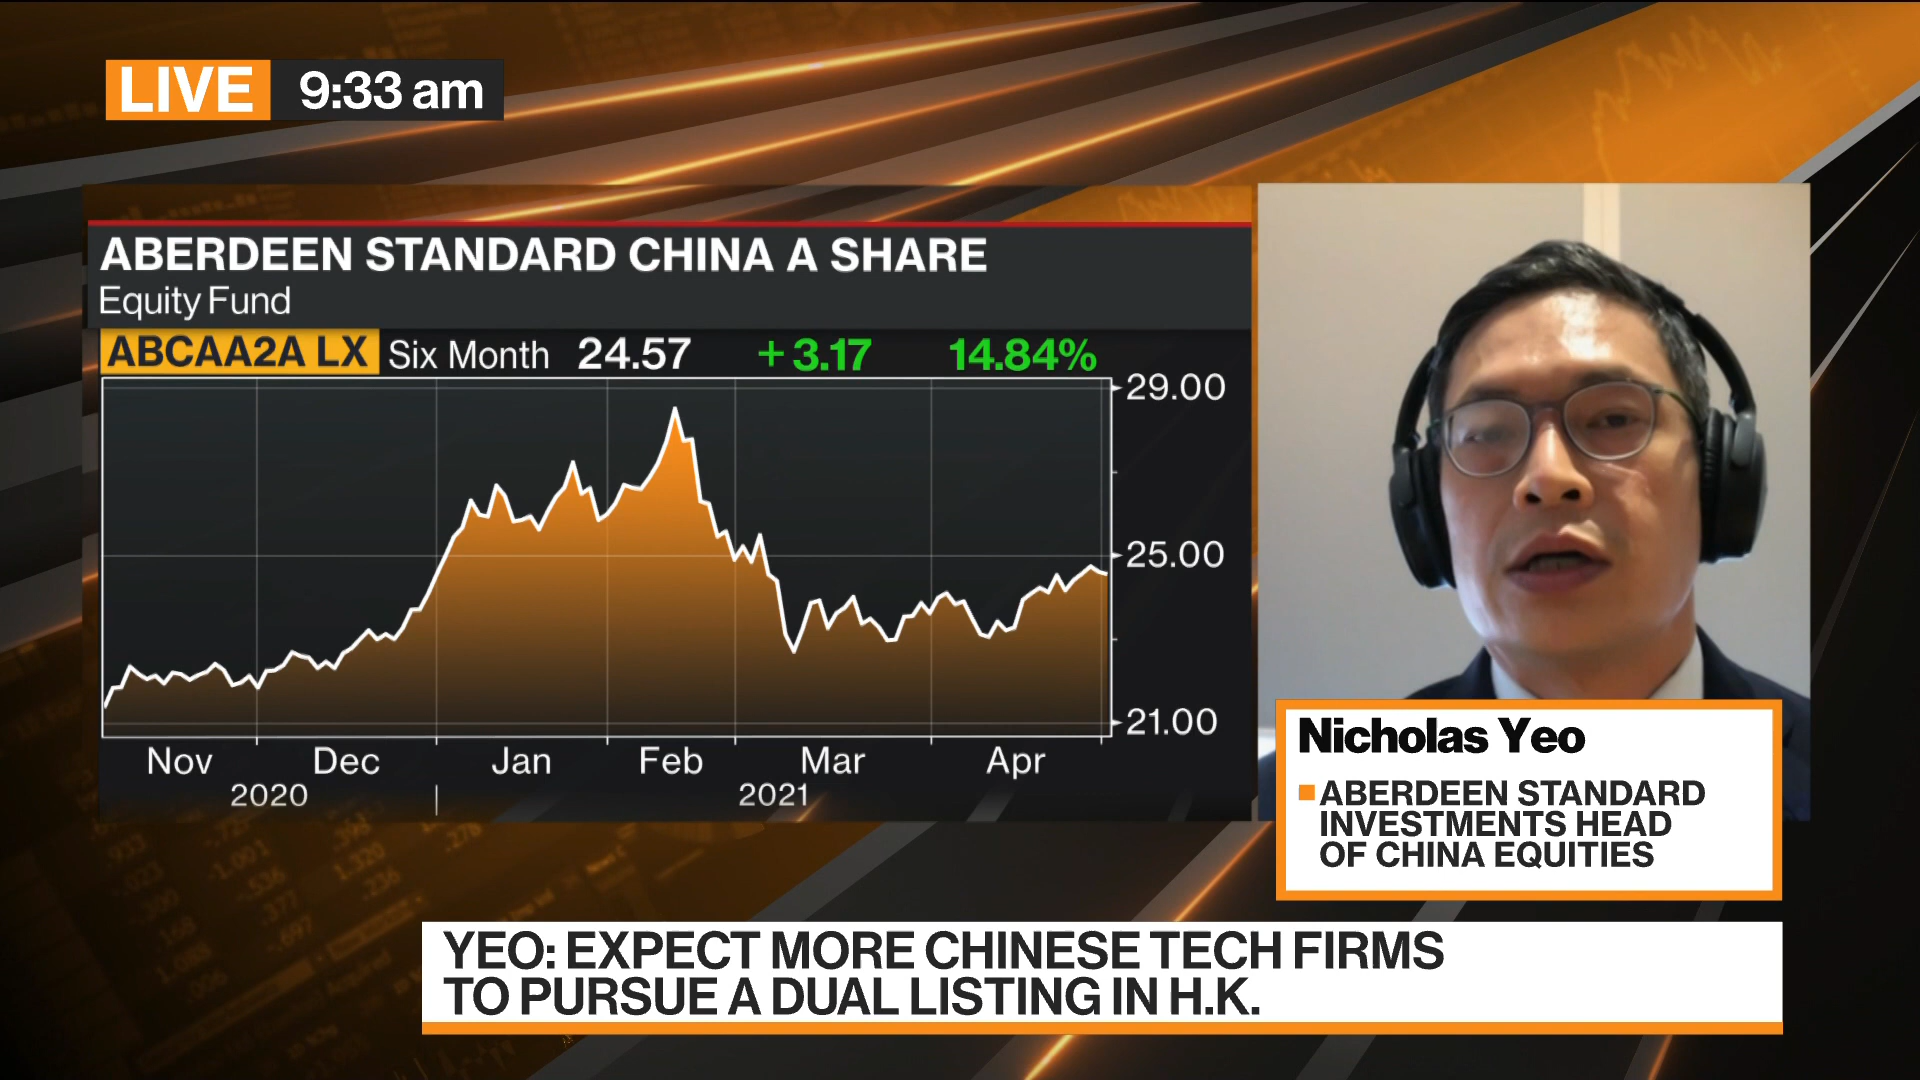 LIVE 9:33 am
ABERDEEN STANDARD CHINA A SHARE
Equity Fund
ABCAA2A LX Six Month 24.57 +3.17 14.84%
29.00
25.00
21.00
Nov Dec Jan Feb Mar Apr
2020 2021
Nicholas Yeo
ABERDEEN STANDARD
INVESTMENTS HEAD
OF CHINA EQUITIES
YEO: EXPECT MORE CHINESE TECH FIRMS
TO PURSUE A DUAL LISTING IN H.K.